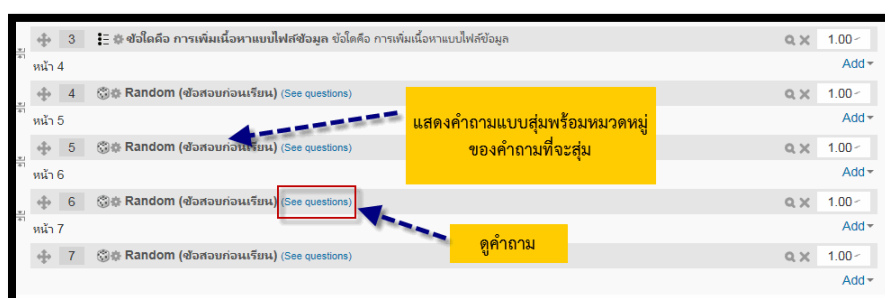 3 ข้อใดคือ การเพิ่มเนื้อหาแบบไฟล์ข้อมูล ข้อใดคือ การเพิ่มเนื้อหาแบบไฟล์ข้อมูล 1.00
หน้า 4 Add
4 Random (ข้อสอบก่อนเรียน) (See questions) 1.00
หน้า 5 Add
5 Random (ข้อสอบก่อนเรียน) (See questions) 1.00
แสดงคำถามแบบสุ่มพร้อมหมวดหมู่
ของคำถามที่จะสุ่ม
หน้า 6 Add
6 Random (ข้อสอบก่อนเรียน) (See questions) 1.00
หน้า 7 Add
ดูคำถาม
7 Random (ข้อสอบก่อนเรียน) (See questions) 1.00
Add